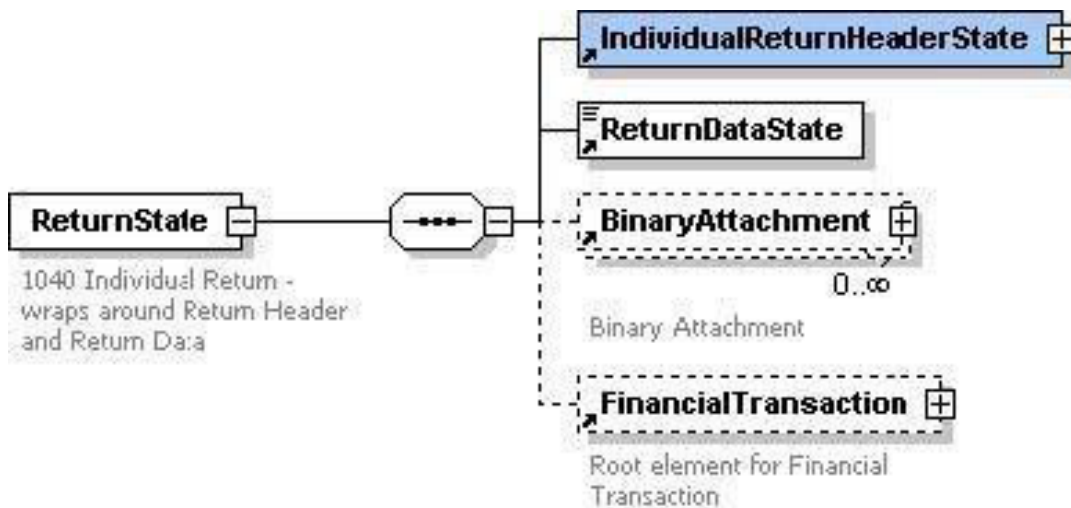 IndividualReturnHeaderState
ReturnDataState
ReturnState
1040 Individual Return -
wraps around Return Header
and Return Data
BinaryAttachment
0..∞
Binary Attachment
FinancialTransaction
Root element for Financial
Transaction